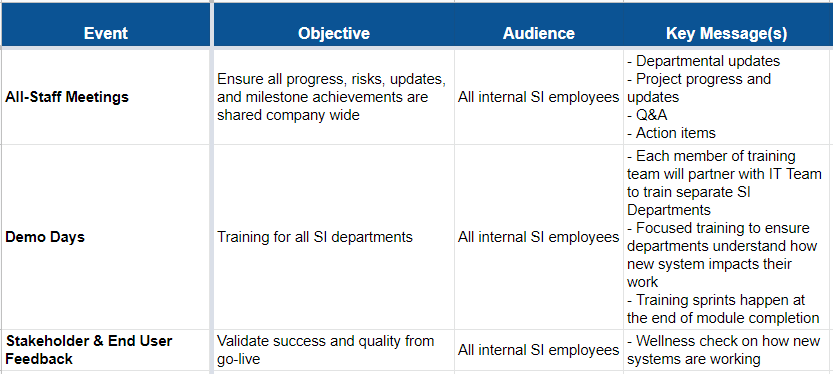 Event Objective Audience Key Message(s)
All-Staff Meetings
Ensure all progress, risks, updates,
and milestone achievements are
shared company wide
All internal SI employees
- Departmental updates
- Project progress and
updates
- Q&A
- Action items
Demo Days
Training for all SI departments
All internal SI employees
- Each member of training
team will partner with IT Team
to train separate SI
Departments
- Focused training to ensure
departments understand how
new system impacts their
work
- Training sprints happen at
the end of module completion
Stakeholder & End User
Feedback
Validate success and quality from
go-live
All internal SI employees
- Wellness check on how new
systems are working